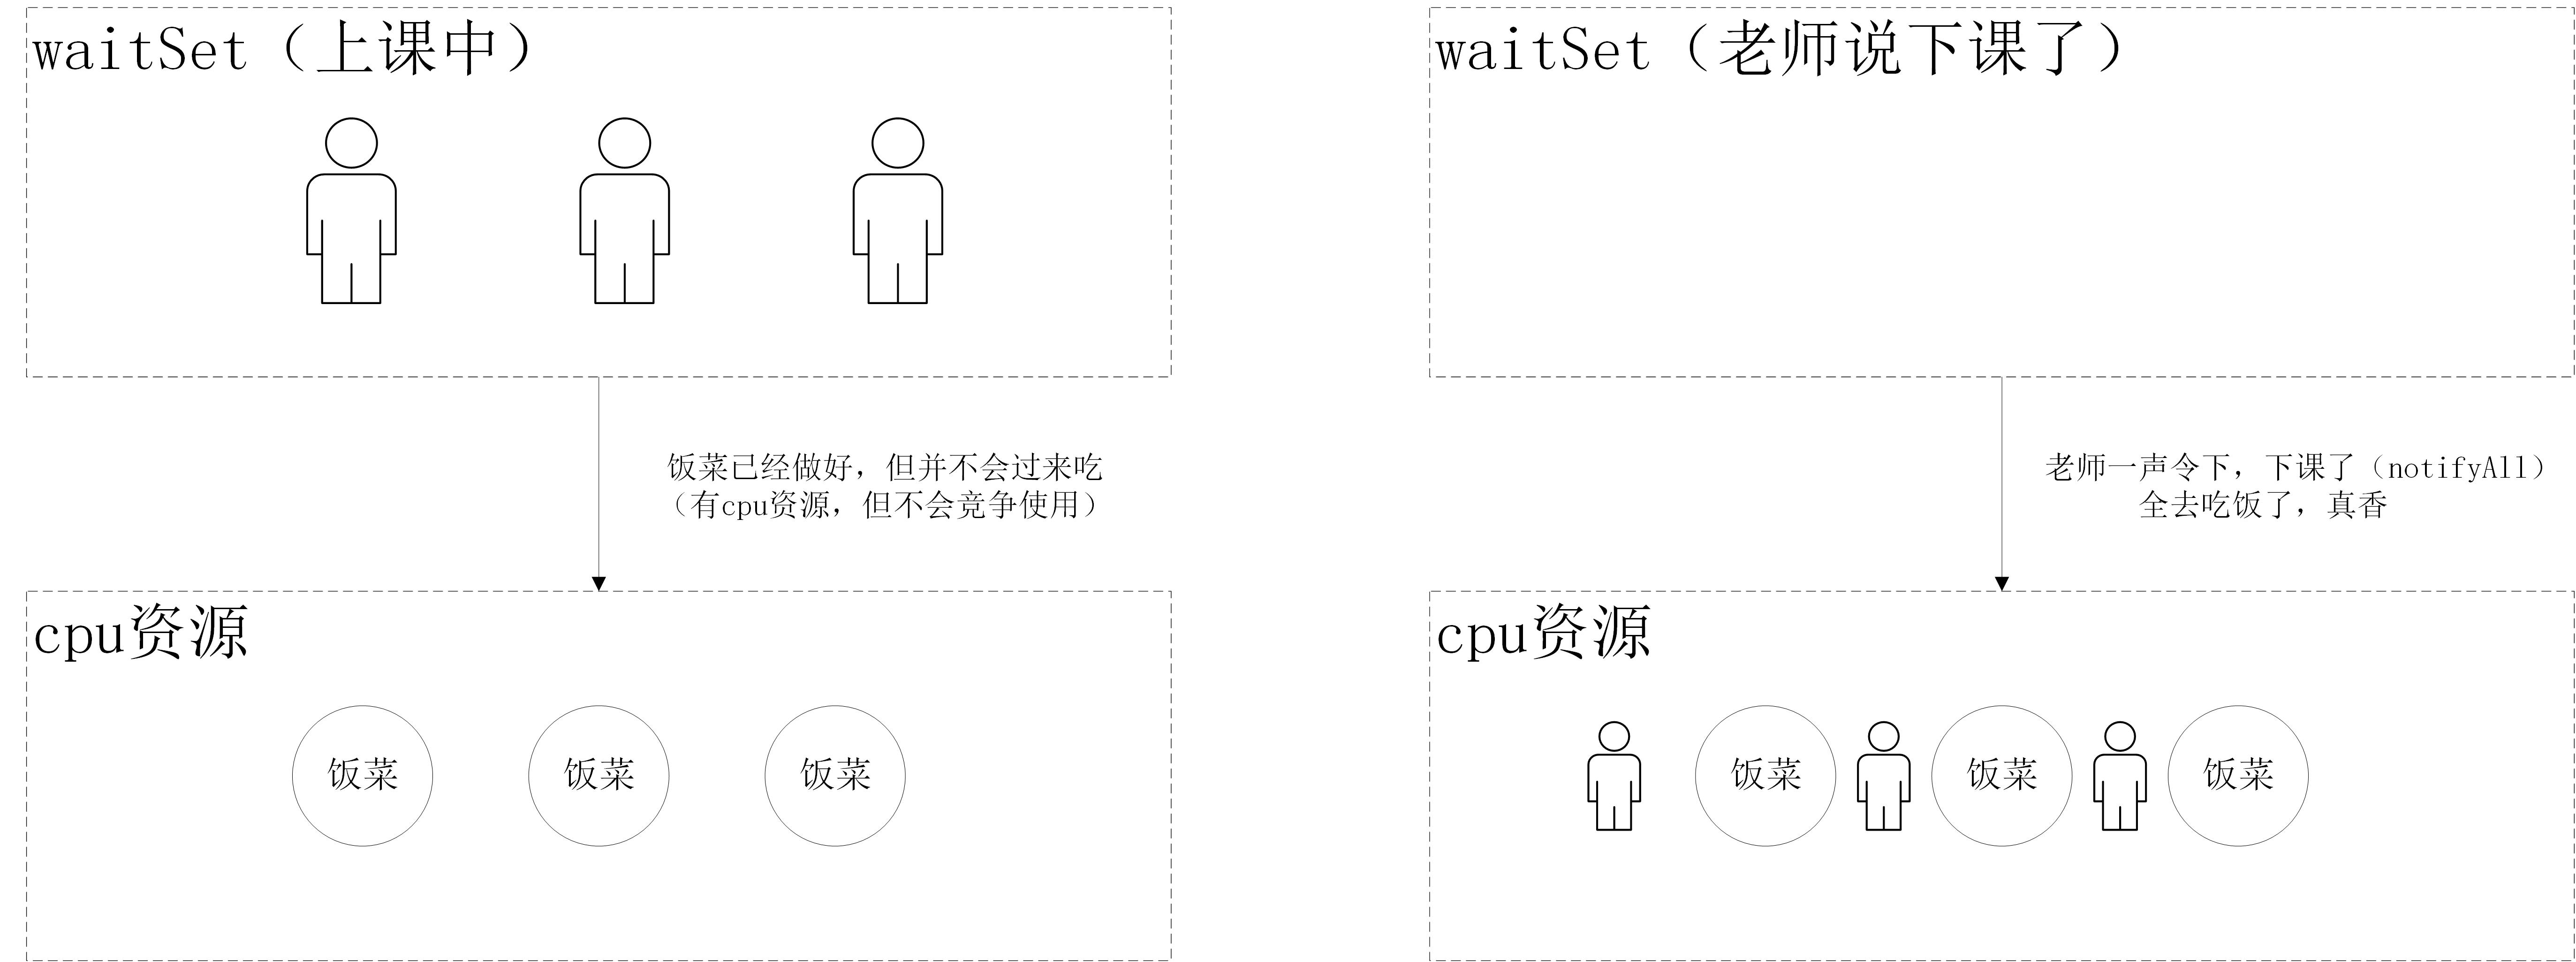 waitSet（上课中）
饭菜已经做好，但并不会过来吃
（有cpu资源，但不会竞争使用）
cpu资源
饭菜
饭菜
饭菜
waitSet（老师说下课了）
老师一声令下，下课了（notifyAll）
全去吃饭了，真香
cpu资源
饭菜
饭菜
饭菜